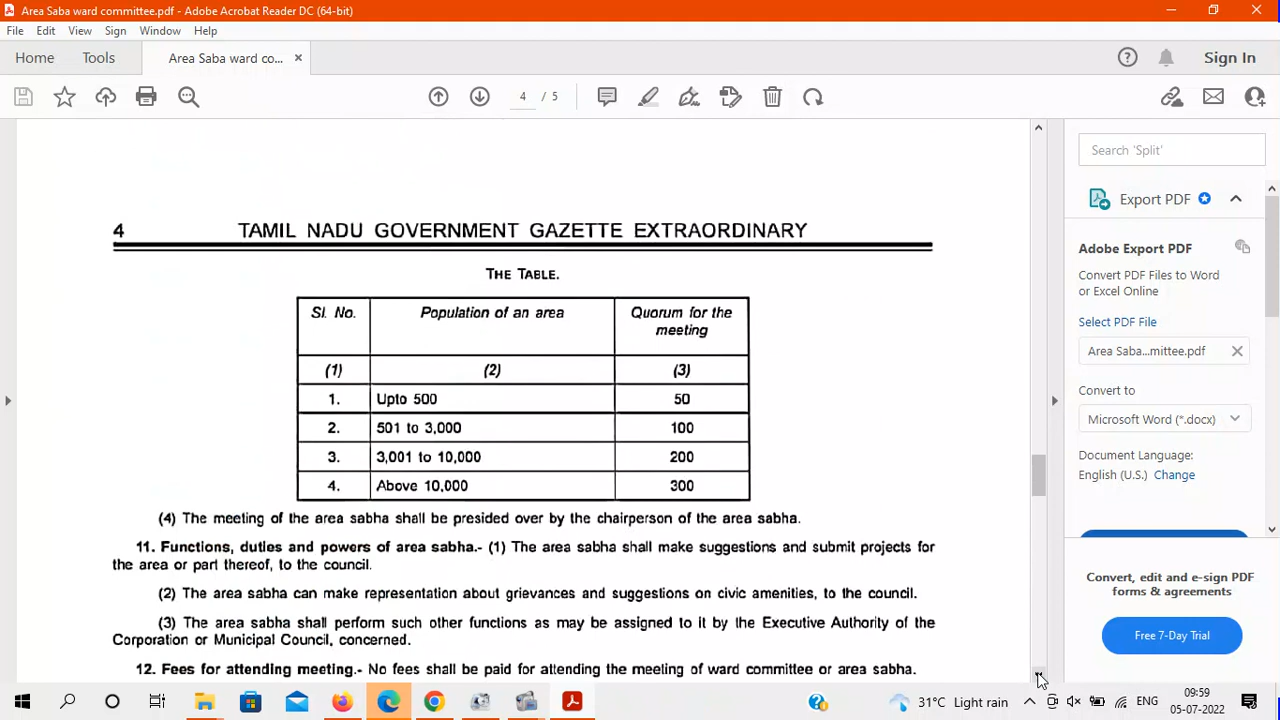 Area Saba ward committee.pdf - Adobe Acrobat Reader DC (64-bit)
File Edit View Sign Window Help
Home Tools Area Saba ward co... × Sign In
4 / 5
Search 'Split'
Export PDF
Adobe Export PDF
Convert PDF Files to Word
or Excel Online
Select PDF File
Area Saba...mittee.pdf
Convert to
Microsoft Word (*.docx)
Document Language:
English (U.S.) Change
Convert, edit and e-sign PDF
forms & agreements
Free 7-Day Trial
4 TAMIL NADU GOVERNMENT GAZETTE EXTRAORDINARY
THE TABLE.
Sl. No. Population of an area Quorum for the
meeting
(1) (2) (3)
1. Upto 500 50
2. 501 to 3,000 100
3. 3,001 to 10,000 200
4. Above 10,000 300
(4) The meeting of the area sabha shall be presided over by the chairperson of the area sabha.
11. Functions, duties and powers of area sabha.- (1) The area sabha shall make suggestions and submit projects for
the area or part thereof, to the council.
(2) The area sabha can make representation about grievances and suggestions on civic amenities, to the council.
(3) The area sabha shall perform such other functions as may be assigned to it by the Executive Authority of the
Corporation or Municipal Council, concerned.
12. Fees for attending meeting.- No fees shall be paid for attending the meeting of ward committee or area sabha.
31°C Light rain ENG 09:59
05-07-2022